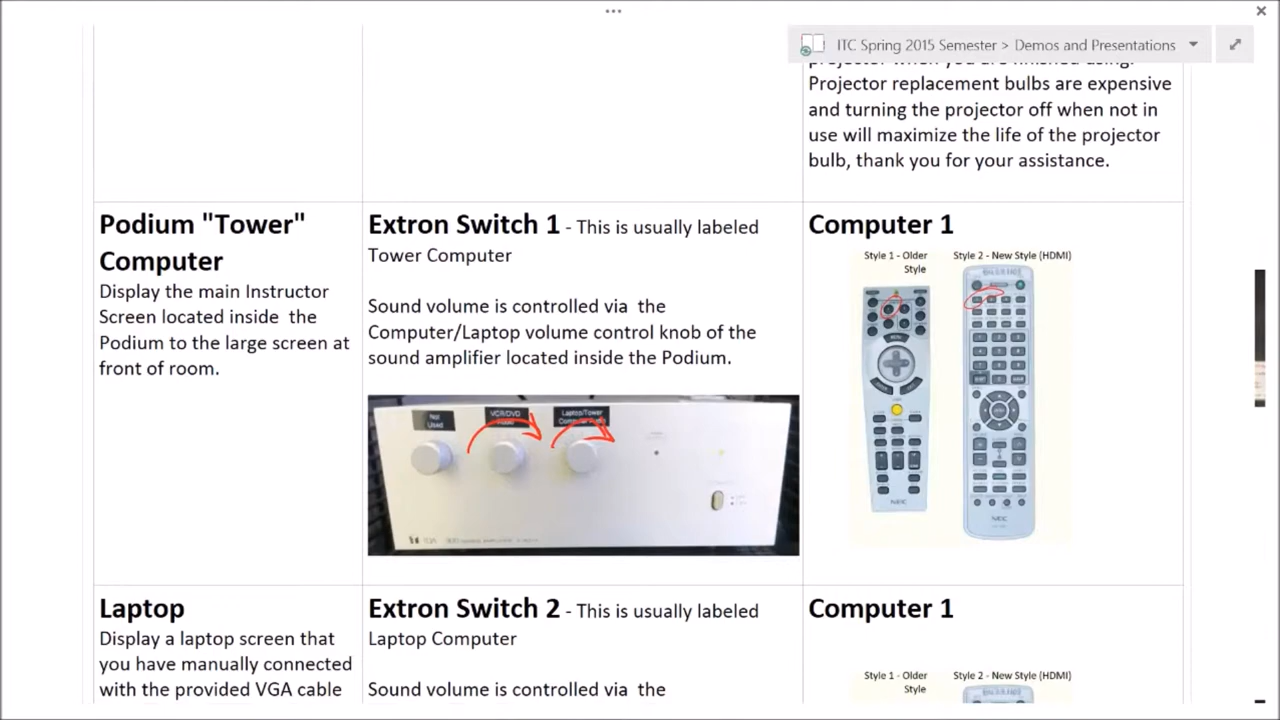 ITC Spring 2015 Semester > Demos and Presentations
projector when you are finished using.
Projector replacement bulbs are expensive
and turning the projector off when not in
use will maximize the life of the projector
bulb, thank you for your assistance.
Podium "Tower"
Computer
Display the main Instructor
Screen located inside the
Podium to the large screen at
front of room.
Extron Switch 1 - This is usually labeled
Tower Computer
Sound volume is controlled via the
Computer/Laptop volume control knob of the
sound amplifier located inside the Podium.
Not
Used
VCR/DVD
Laptop/Tower
TOA
Computer 1
Style 1 - Older
Style
Style 2 - New Style (HDMI)
NEC
NEC
Laptop
Display a laptop screen that
you have manually connected
with the provided VGA cable
Extron Switch 2 - This is usually labeled
Laptop Computer
Sound volume is controlled via the
Computer 1
Style 1 - Older
Style
Style 2 - New Style (HDMI)